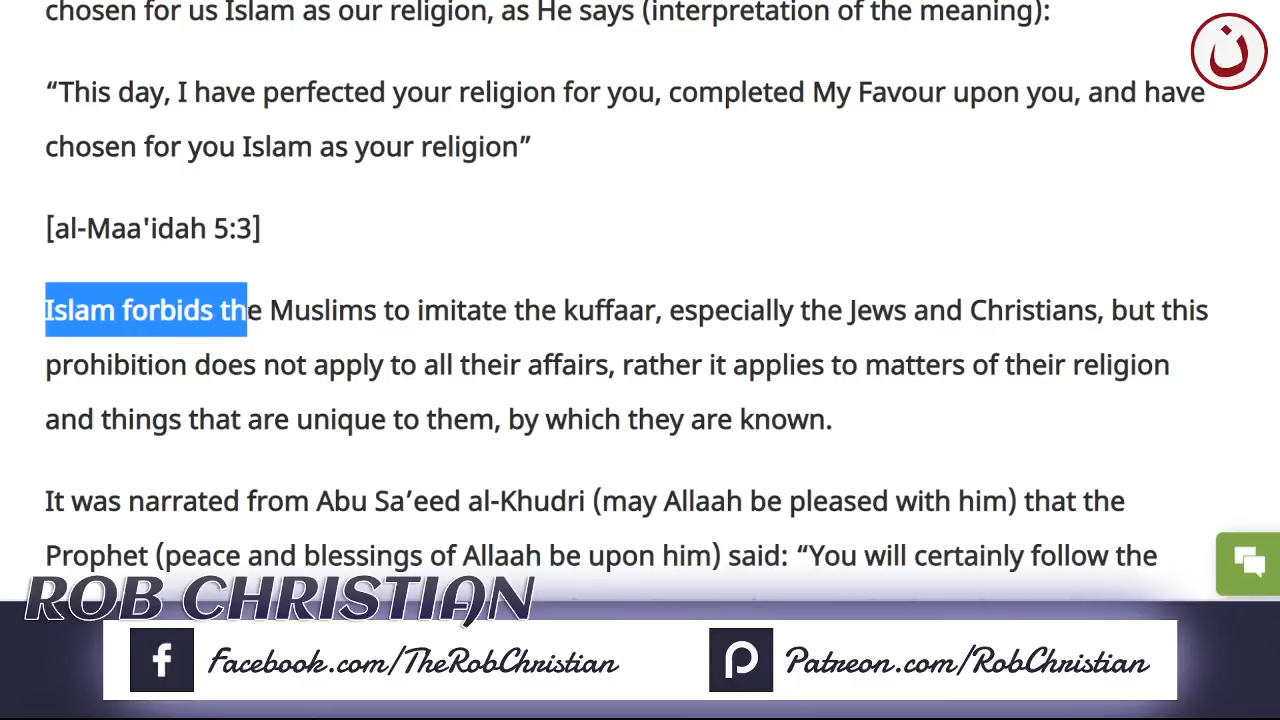 chosen for us Islam as our religion, as He says (interpretation of the meaning):
“This day, I have perfected your religion for you, completed My Favour upon you, and have
chosen for you Islam as your religion”
[al-Maa'idah 5:3]
Islam forbids the Muslims to imitate the kuffaar, especially the Jews and Christians, but this
prohibition does not apply to all their affairs, rather it applies to matters of their religion
and things that are unique to them, by which they are known.
It was narrated from Abu Sa’eed al-Khudri (may Allaah be pleased with him) that the
Prophet (peace and blessings of Allaah be upon him) said: “You will certainly follow the
ROB CHRISTIAN
Facebook.com/TheRobChristian
Patreon.com/RobChristian
ن